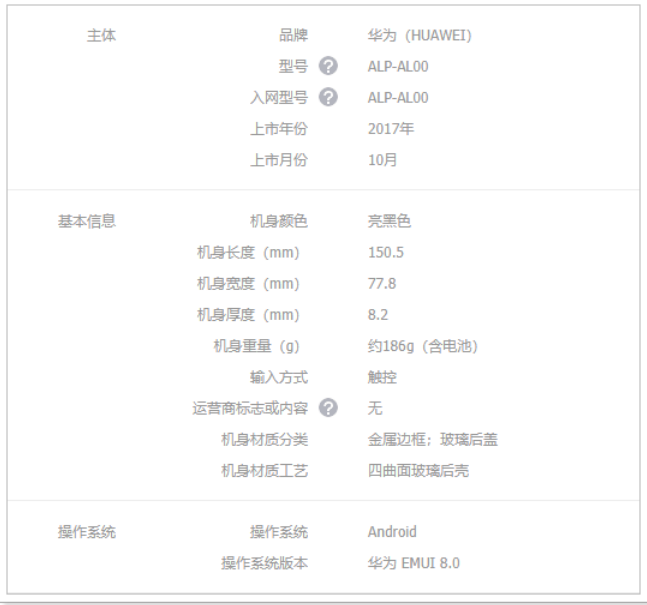 主体 品牌 华为（HUAWEI）
型号 ? ALP-AL00
入网型号 ? ALP-AL00
上市年份 2017年
上市月份 10月
基本信息 机身颜色 亮黑色
机身长度（mm） 150.5
机身宽度（mm） 77.8
机身厚度（mm） 8.2
机身重量（g） 约186g（含电池）
输入方式 触控
运营商标志或内容 ? 无
机身材质分类 金属边框；玻璃后盖
机身材质工艺 四曲面玻璃后壳
操作系统 操作系统 Android
操作系统版本 华为 EMUI 8.0